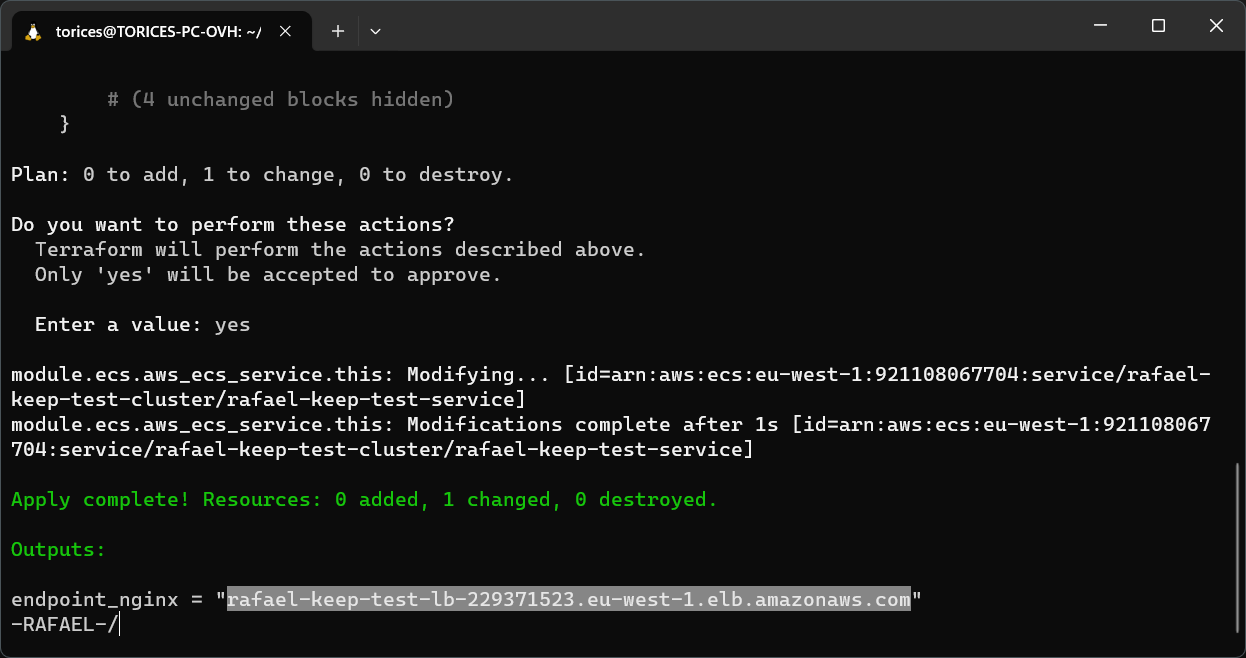 torices@TORICES-PC-OVH: ~/
# (4 unchanged blocks hidden)
}
Plan: 0 to add, 1 to change, 0 to destroy.
Do you want to perform these actions?
Terraform will perform the actions described above.
Only 'yes' will be accepted to approve.
Enter a value: yes
module.ecs.aws_ecs_service.this: Modifying... [id=arn:aws:ecs:eu-west-1:921108067704:service/rafael-
keep-test-cluster/rafael-keep-test-service]
module.ecs.aws_ecs_service.this: Modifications complete after 1s [id=arn:aws:ecs:eu-west-1:921108067
704:service/rafael-keep-test-cluster/rafael-keep-test-service]
Apply complete! Resources: 0 added, 1 changed, 0 destroyed.
Outputs:
endpoint_nginx = "rafael-keep-test-lb-229371523.eu-west-1.elb.amazonaws.com"
-RAFAEL-/